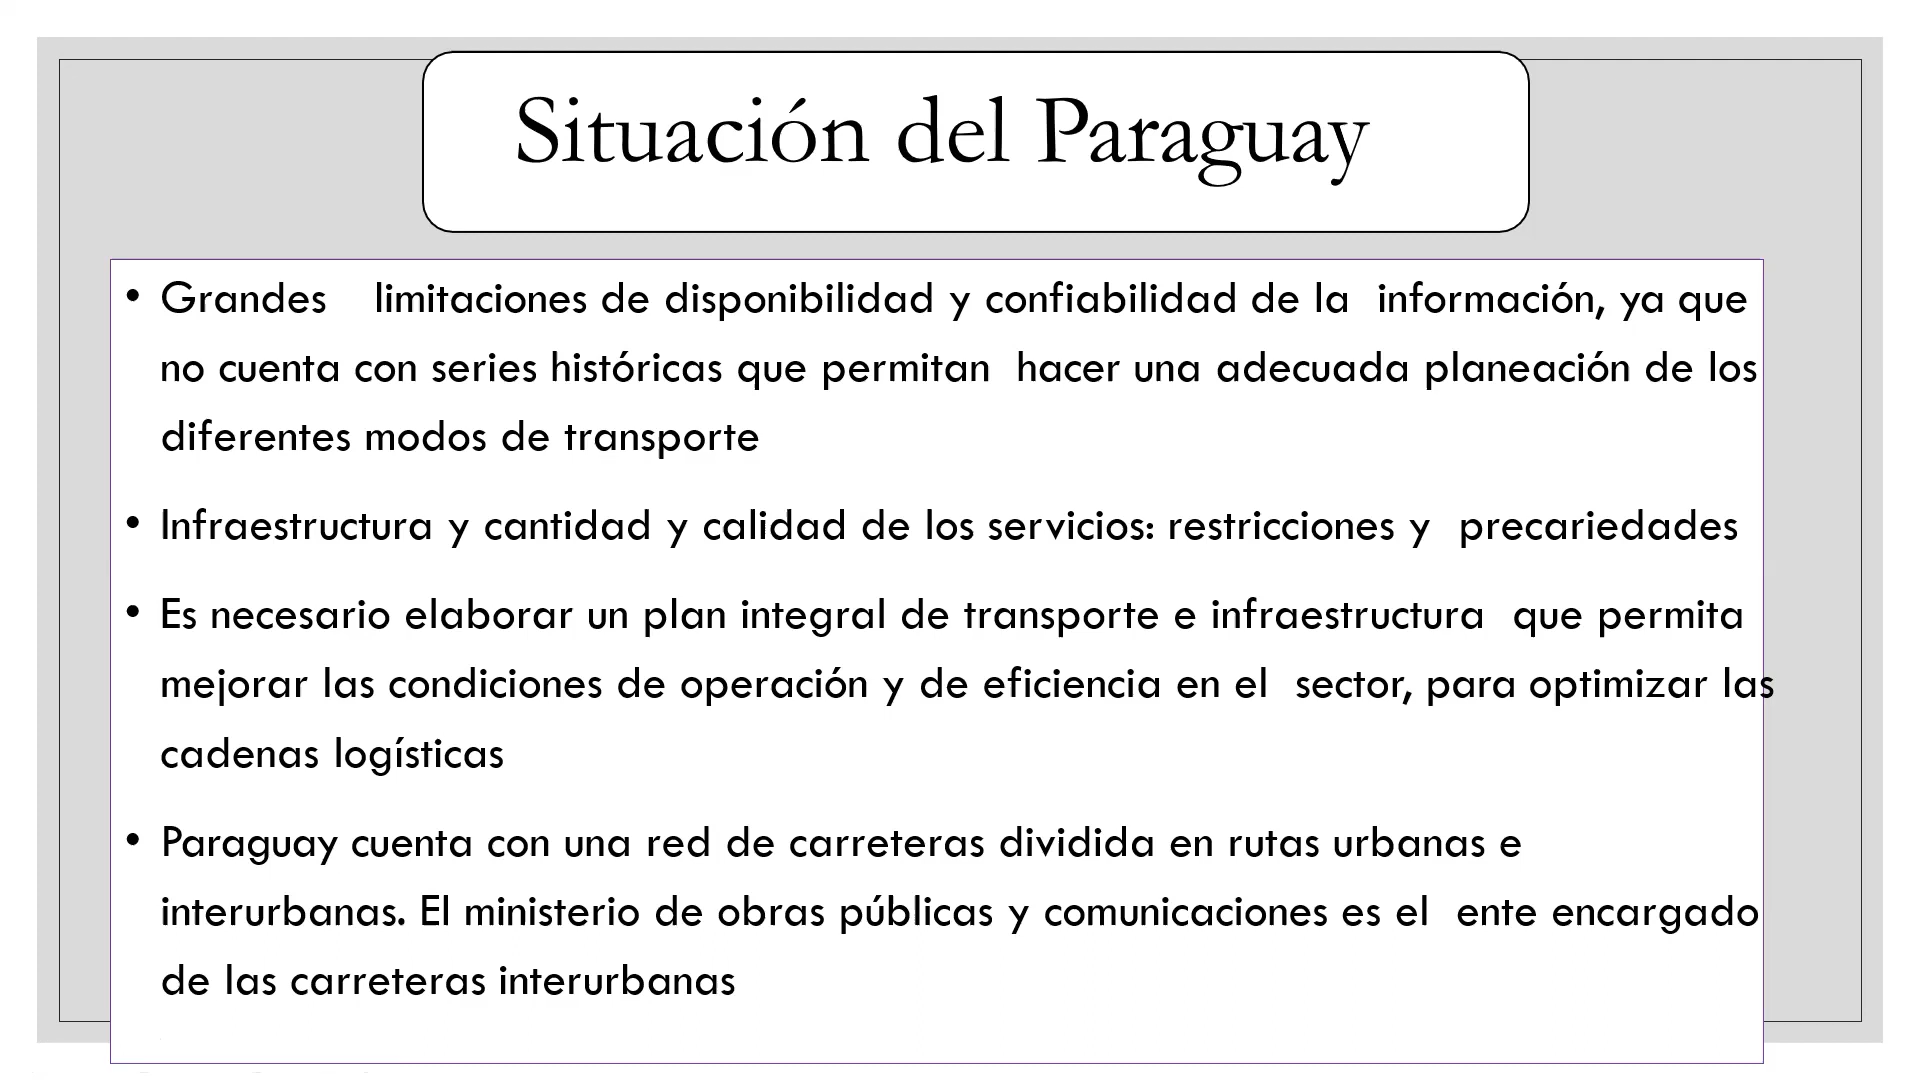 Situación del Paraguay
• Grandes limitaciones de disponibilidad y confiabilidad de la información, ya que
no cuenta con series históricas que permitan hacer una adecuada planeación de los
diferentes modos de transporte
• Infraestructura y cantidad y calidad de los servicios: restricciones y precariedades
• Es necesario elaborar un plan integral de transporte e infraestructura que permita
mejorar las condiciones de operación y de eficiencia en el sector, para optimizar las
cadenas logísticas
• Paraguay cuenta con una red de carreteras dividida en rutas urbanas e
interurbanas. El ministerio de obras públicas y comunicaciones es el ente encargado
de las carreteras interurbanas